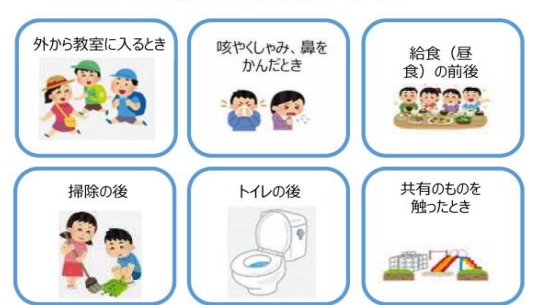 外から教室に入るとき
咳やくしゃみ、鼻を
かんだとき
給食（昼
食）の前後
掃除の後
トイレの後
共有のものを
触ったとき